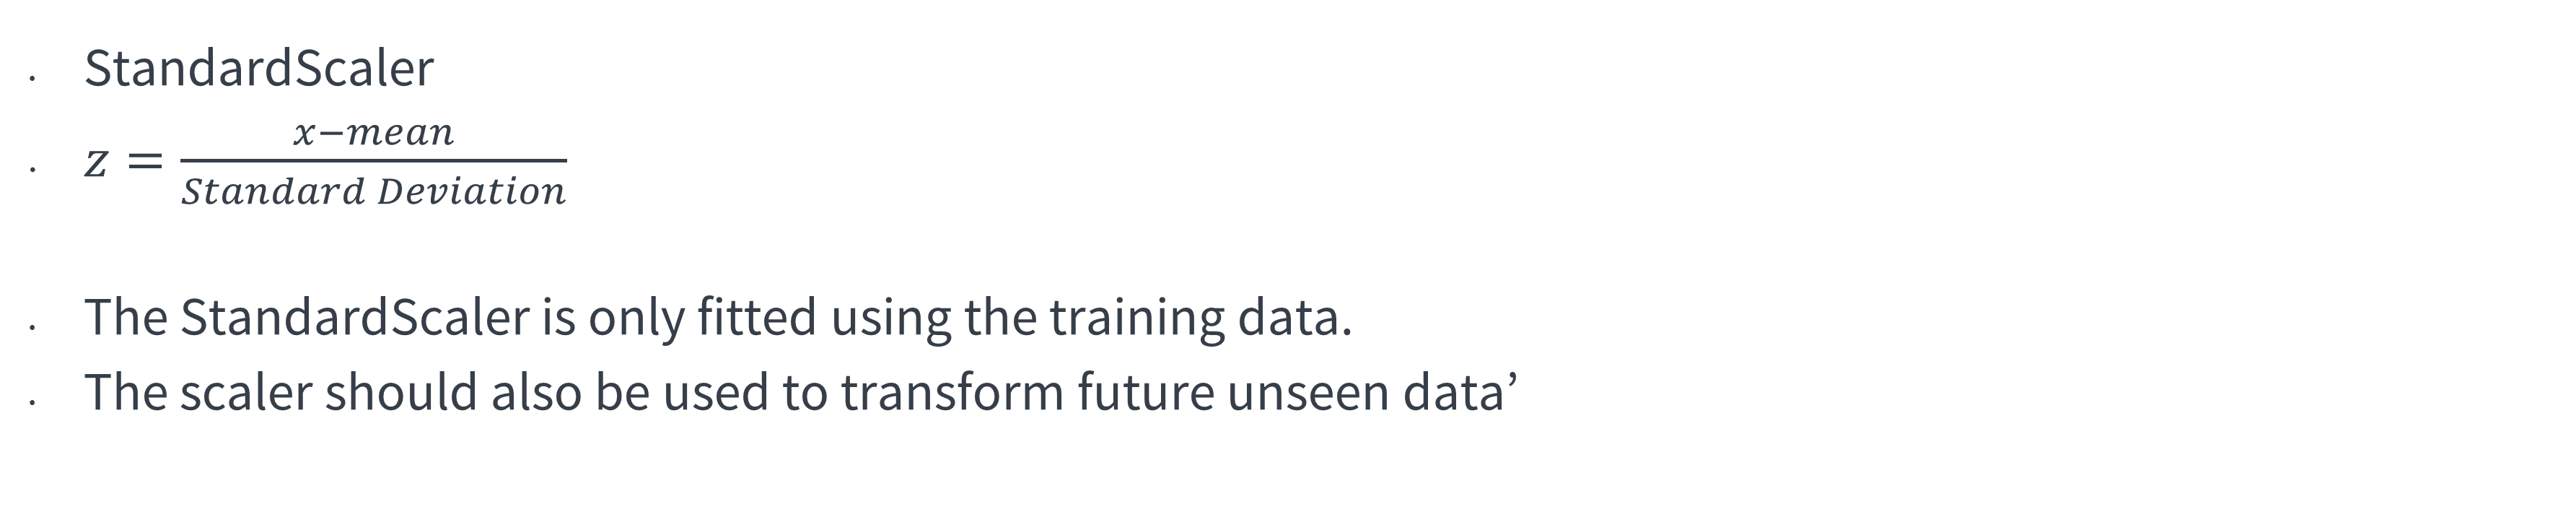 · StandardScaler
· z = x−mean / Standard Deviation
· The StandardScaler is only fitted using the training data.
· The scaler should also be used to transform future unseen data’